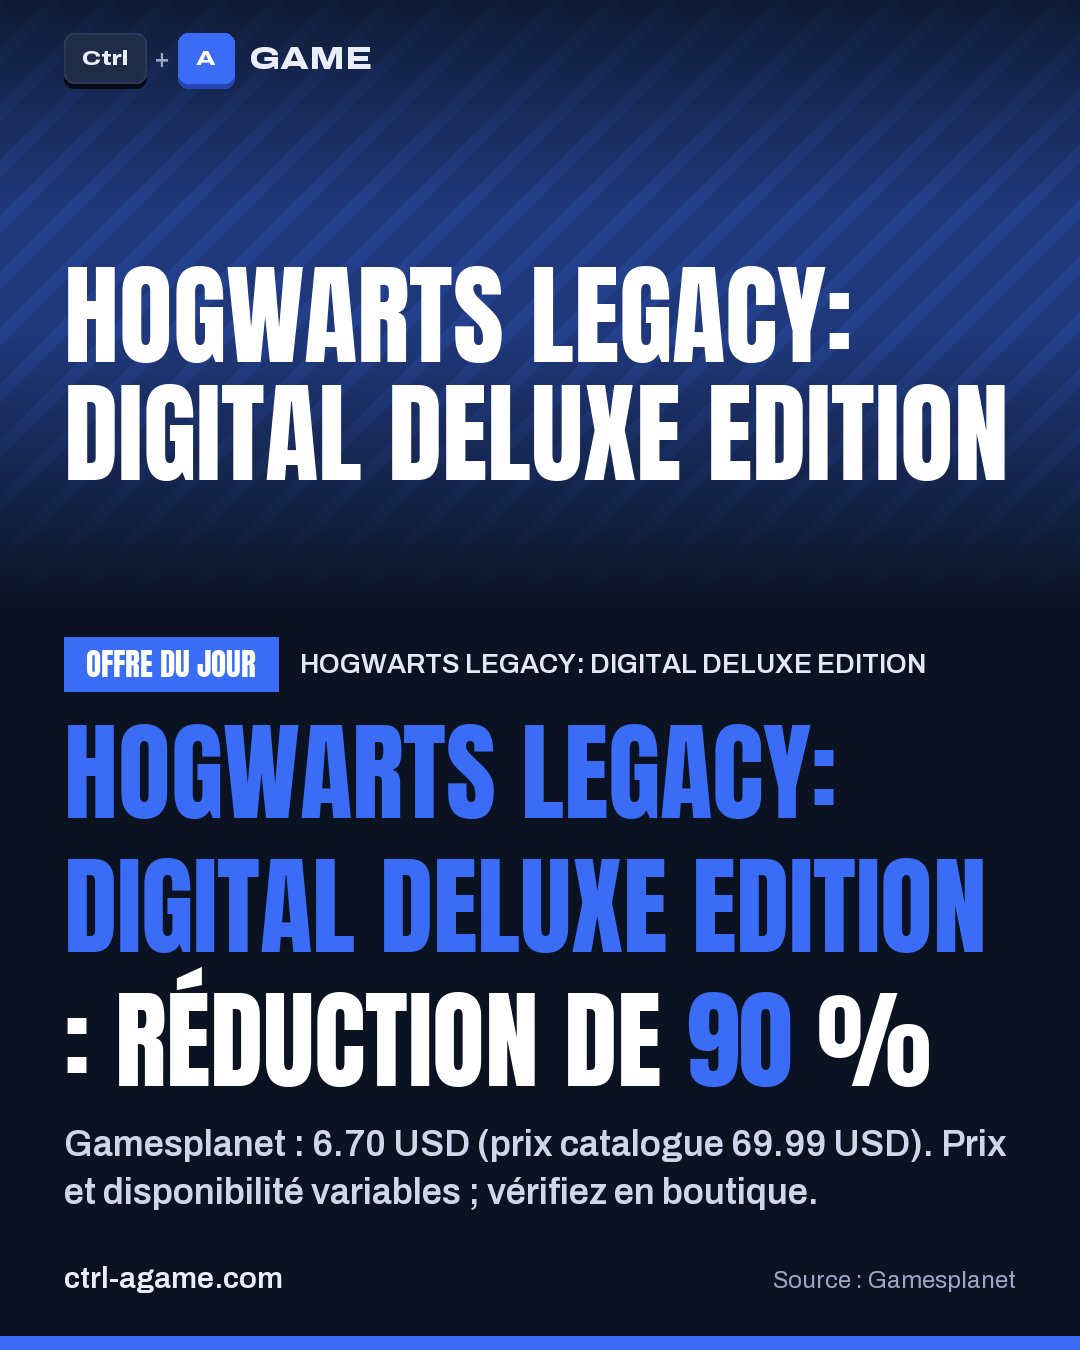 Ctrl + A GAME
HOGWARTS LEGACY:
DIGITAL DELUXE EDITION
OFFRE DU JOUR HOGWARTS LEGACY: DIGITAL DELUXE EDITION
HOGWARTS LEGACY:
DIGITAL DELUXE EDITION
: RÉDUCTION DE 90 %
Gamesplanet : 6.70 USD (prix catalogue 69.99 USD). Prix
et disponibilité variables ; vérifiez en boutique.
ctrl-agame.com Source : Gamesplanet